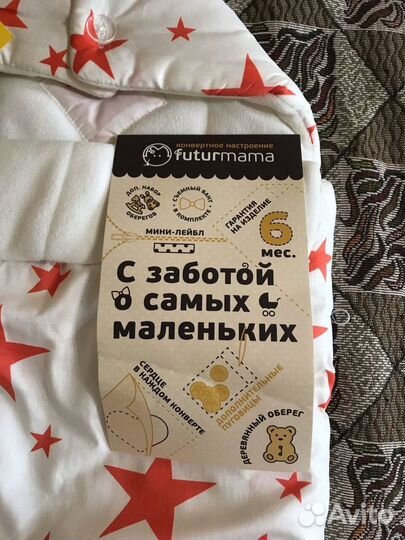 конвертное настроение
futurmama
ДОП. НАБОР
ОБЕРЕГОВ
СЪЕМНЫЙ БАНТ
В КОМПЛЕКТЕ
ГАРАНТИЯ
НА ИЗДЕЛИЕ
6
мес.
МИНИ-ЛЕЙБЛ
С заботой
о самых
маленьких
СЕРДЦЕ
В КАЖДОМ КОНВЕРТЕ
ДОПОЛНИТЕЛЬНЫЕ
ПУГОВИЦЫ
ДЕРЕВЯННЫЙ ОБЕРЕГ
Avito